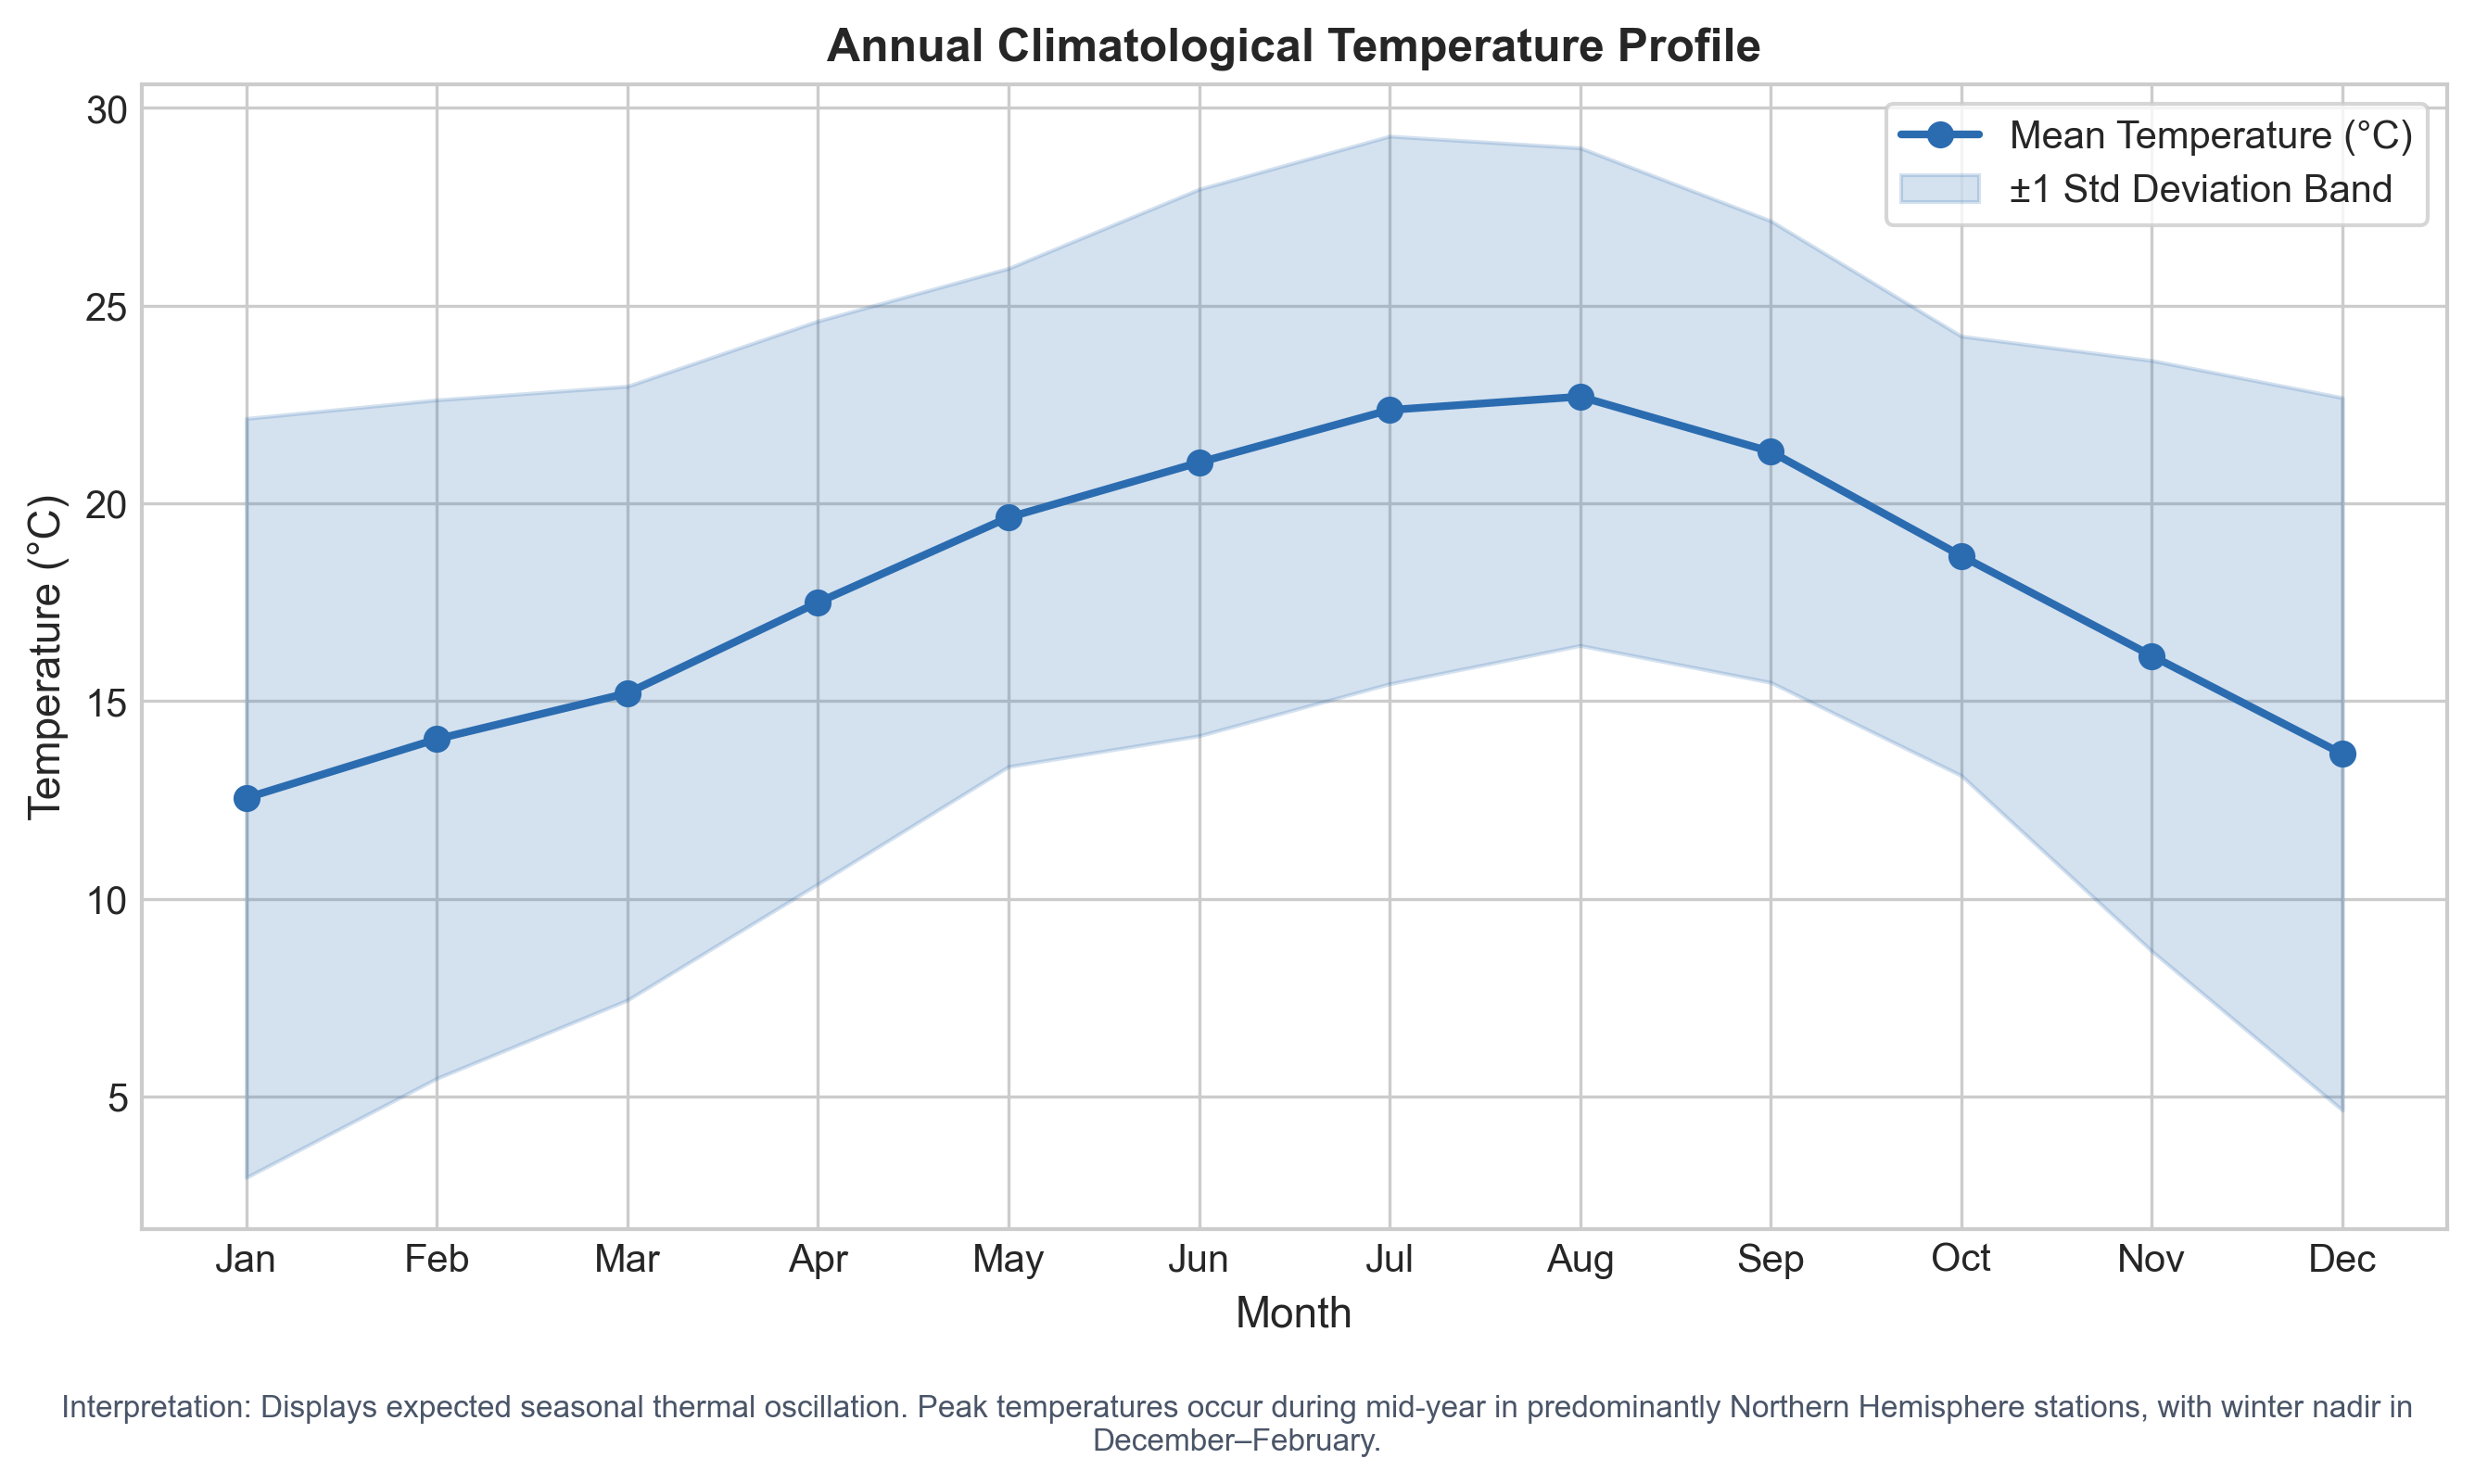 Annual Climatological Temperature Profile
Mean Temperature (°C)
±1 Std Deviation Band
Temperature (°C)
30
25
20
15
10
5
Jan Feb Mar Apr May Jun Jul Aug Sep Oct Nov Dec
Month
Interpretation: Displays expected seasonal thermal oscillation. Peak temperatures occur during mid-year in predominantly Northern Hemisphere stations, with winter nadir in
December–February.